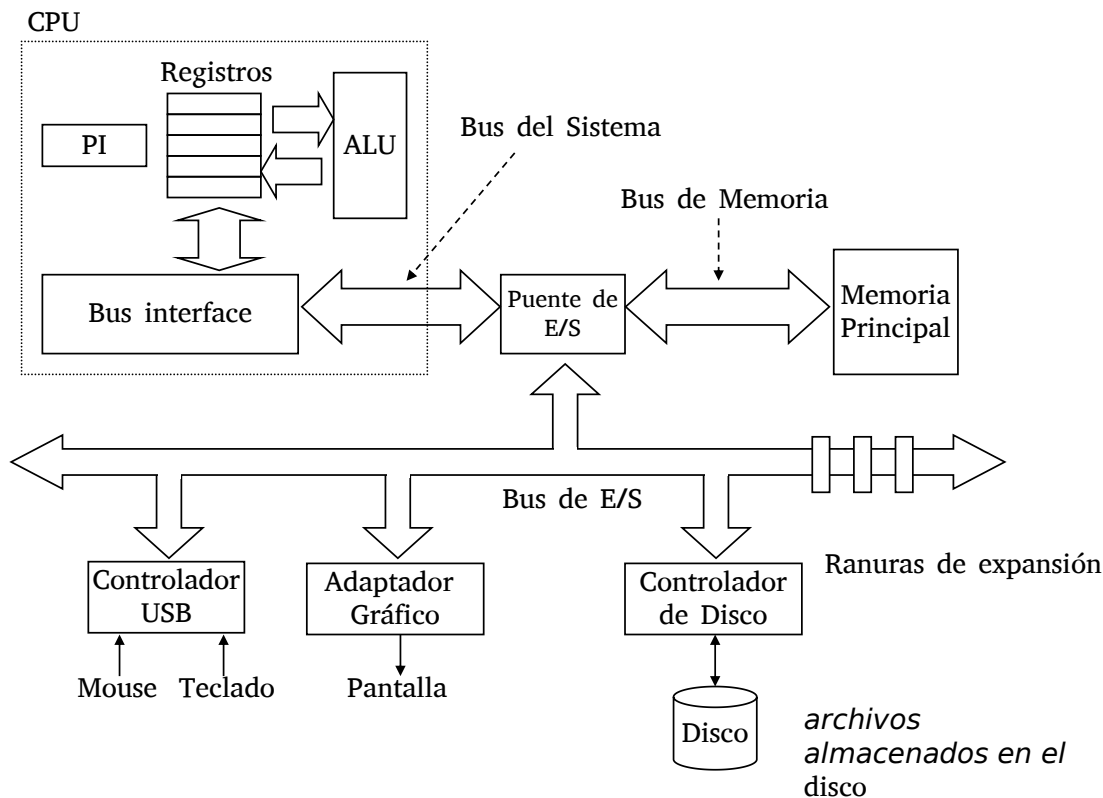 CPU
Registros
PI
ALU
Bus del Sistema
Bus de Memoria
Bus interface
Puente de
E/S
Memoria
Principal
Bus de E/S
Ranuras de expansión
Controlador
USB
Adaptador
Gráfico
Controlador
de Disco
Mouse
Teclado
Pantalla
Disco
archivos
almacenados en el
disco